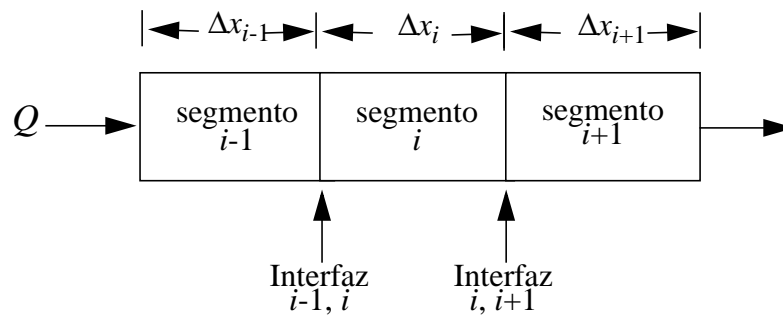 Δx_{i-1}
Δx_i
Δx_{i+1}
Q
segmento
i-1
segmento
i
segmento
i+1
Interfaz
i-1, i
Interfaz
i, i+1